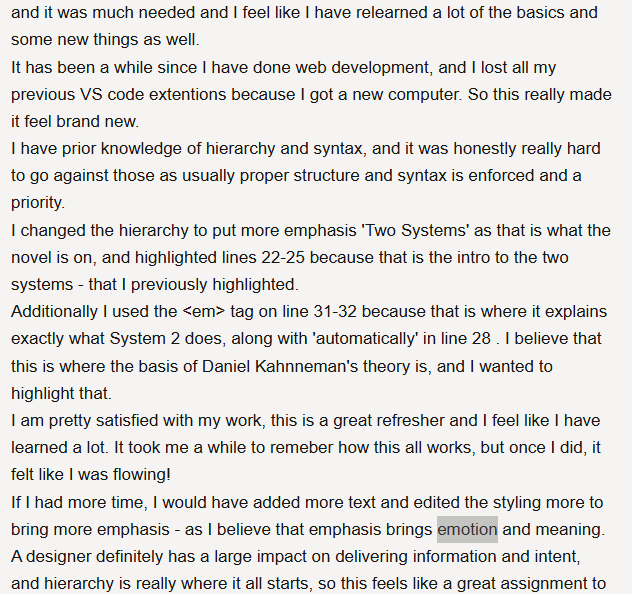 and it was much needed and I feel like I have relearned a lot of the basics and
some new things as well.
It has been a while since I have done web development, and I lost all my
previous VS code extentions because I got a new computer. So this really made
it feel brand new.
I have prior knowledge of hierarchy and syntax, and it was honestly really hard
to go against those as usually proper structure and syntax is enforced and a
priority.
I changed the hierarchy to put more emphasis 'Two Systems' as that is what the
novel is on, and highlighted lines 22-25 because that is the intro to the two
systems - that I previously highlighted.
Additionally I used the <em> tag on line 31-32 because that is where it explains
exactly what System 2 does, along with 'automatically' in line 28 . I believe that
this is where the basis of Daniel Kahnneman's theory is, and I wanted to
highlight that.
I am pretty satisfied with my work, this is a great refresher and I feel like I have
learned a lot. It took me a while to remeber how this all works, but once I did, it
felt like I was flowing!
If I had more time, I would have added more text and edited the styling more to
bring more emphasis - as I believe that emphasis brings emotion and meaning.
A designer definitely has a large impact on delivering information and intent,
and hierarchy is really where it all starts, so this feels like a great assignment to